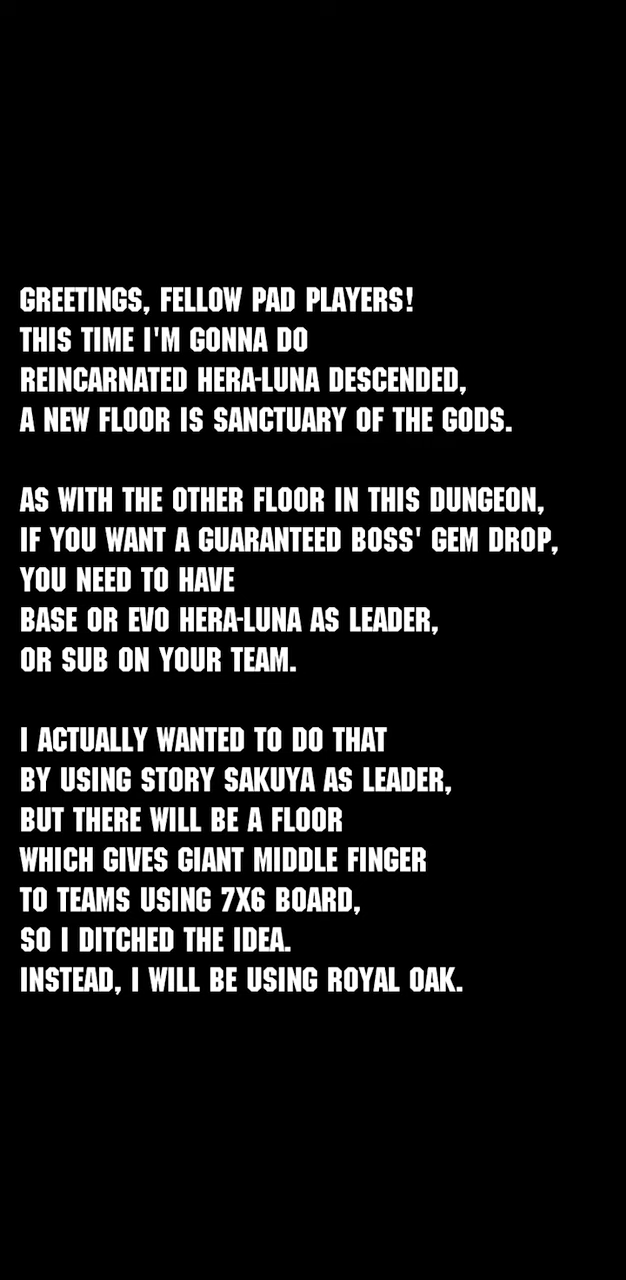 GREETINGS, FELLOW PAD PLAYERS!
THIS TIME I'M GONNA DO
REINCARNATED HERA-LUNA DESCENDED,
A NEW FLOOR IS SANCTUARY OF THE GODS.
AS WITH THE OTHER FLOOR IN THIS DUNGEON,
IF YOU WANT A GUARANTEED BOSS' GEM DROP,
YOU NEED TO HAVE
BASE OR EVO HERA-LUNA AS LEADER,
OR SUB ON YOUR TEAM.
I ACTUALLY WANTED TO DO THAT
BY USING STORY SAKUYA AS LEADER,
BUT THERE WILL BE A FLOOR
WHICH GIVES GIANT MIDDLE FINGER
TO TEAMS USING 7X6 BOARD,
SO I DITCHED THE IDEA.
INSTEAD, I WILL BE USING ROYAL OAK.